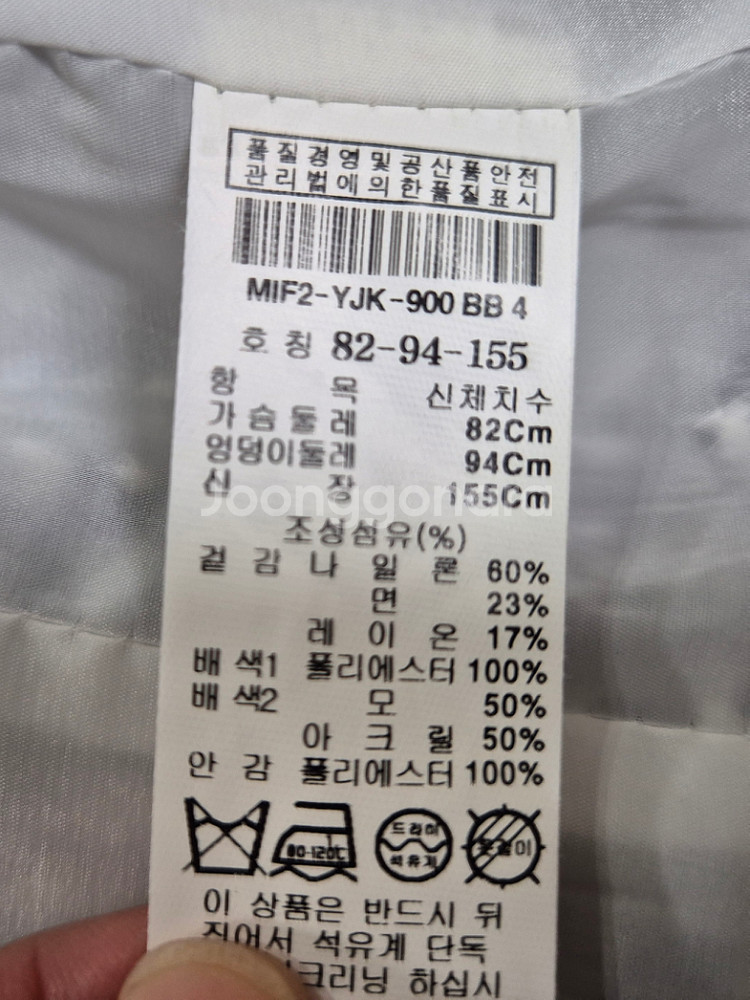 품질경영및공산품안전
관리법에의한품질표시
MIF2-YJK-900 BB 4
호칭 82-94-155
항 목 신체치수
가슴둘레 82Cm
엉덩이둘레 94Cm
신 장 155Cm
Joonggonara
조성섬유(%)
겉감 나일론 60%
면 23%
레이온 17%
배색1 폴리에스터 100%
배색2 모 50%
아크릴 50%
안감 폴리에스터 100%
80-120℃ 드라이
석유계
이 상품은 반드시 뒤
집어서 석유계 단독
크리닝 하십시